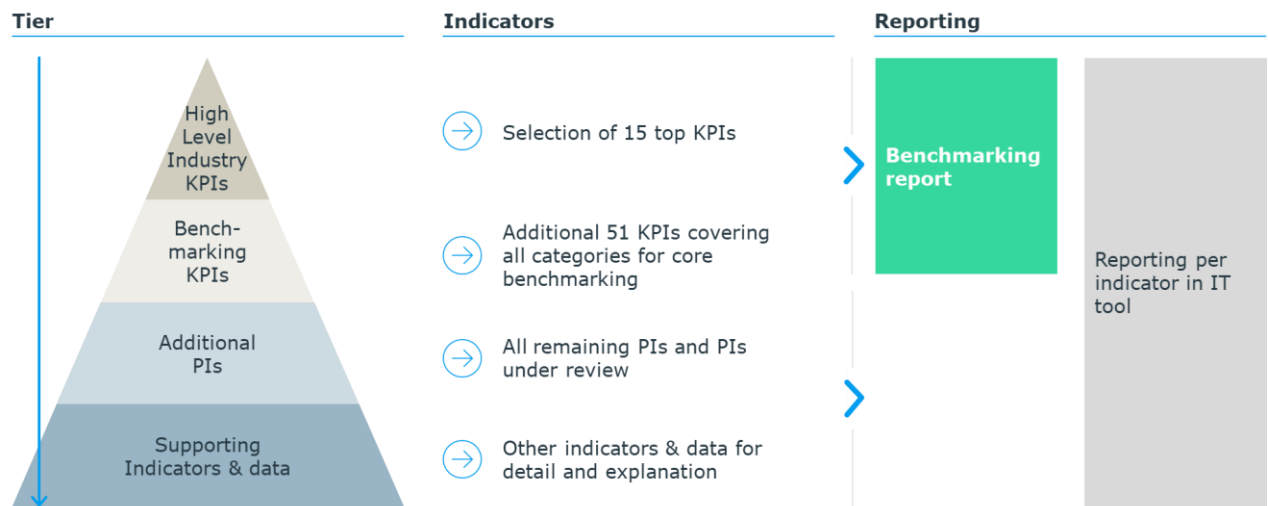 Tier
Indicators
Reporting
High
Level
Industry
KPIs
Selection of 15 top KPIs
Benchmarking
report
Bench-
marking
KPIs
Additional 51 KPIs covering
all categories for core
benchmarking
Reporting per
indicator in IT
tool
Additional
PIs
All remaining PIs and PIs
under review
Supporting
Indicators & data
Other indicators & data for
detail and explanation